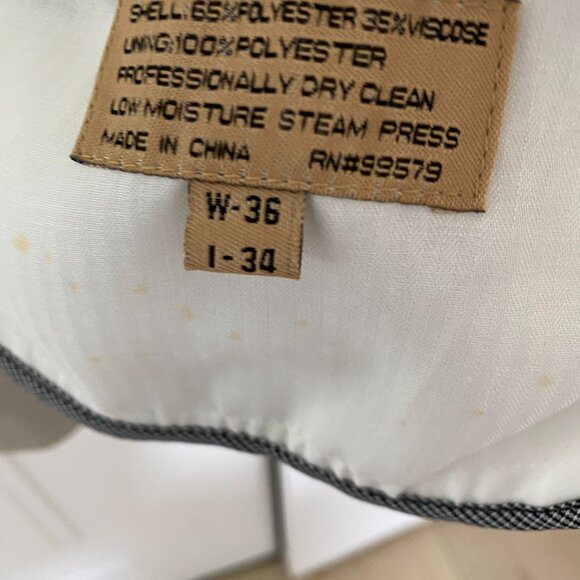 SHELL: 65%POLYESTER 35%VISCOSE
LINING:100%POLYESTER
PROFESSIONALLY DRY CLEAN
LOW MOISTURE STEAM PRESS
MADE IN CHINA RN#99579
W-36
I-34